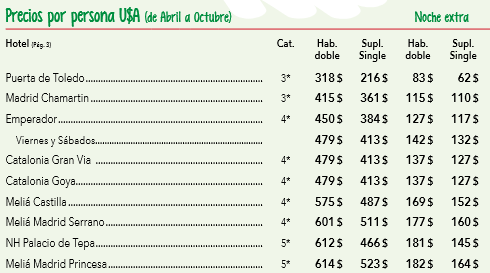 Precios por persona U$A (de Abril a Octubre) Noche extra
Hotel (Pág. 3) Cat. Hab. doble Supl. Single Hab. doble Supl. Single
Puerta de Toledo 3* 318 $ 216 $ 83 $ 62 $
Madrid Chamartin 3* 415 $ 361 $ 115 $ 110 $
Emperador 4* 450 $ 384 $ 127 $ 117 $
Viernes y Sábados 479 $ 413 $ 142 $ 132 $
Catalonia Gran Via 4* 479 $ 413 $ 137 $ 127 $
Catalonia Goya 4* 479 $ 413 $ 137 $ 127 $
Meliá Castilla 4* 575 $ 487 $ 169 $ 152 $
Meliá Madrid Serrano 4* 601 $ 511 $ 177 $ 160 $
NH Palacio de Tepa 5* 612 $ 466 $ 181 $ 145 $
Meliá Madrid Princesa 5* 614 $ 523 $ 182 $ 164 $